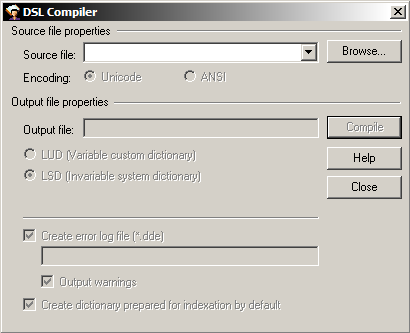 DSL Compiler
Source file properties
Source file:
Browse...
Encoding:
Unicode
ANSI
Output file properties
Output file:
Compile
LUD (Variable custom dictionary)
Help
LSD (Invariable system dictionary)
Close
Create error log file (*.dde)
Output warnings
Create dictionary prepared for indexation by default